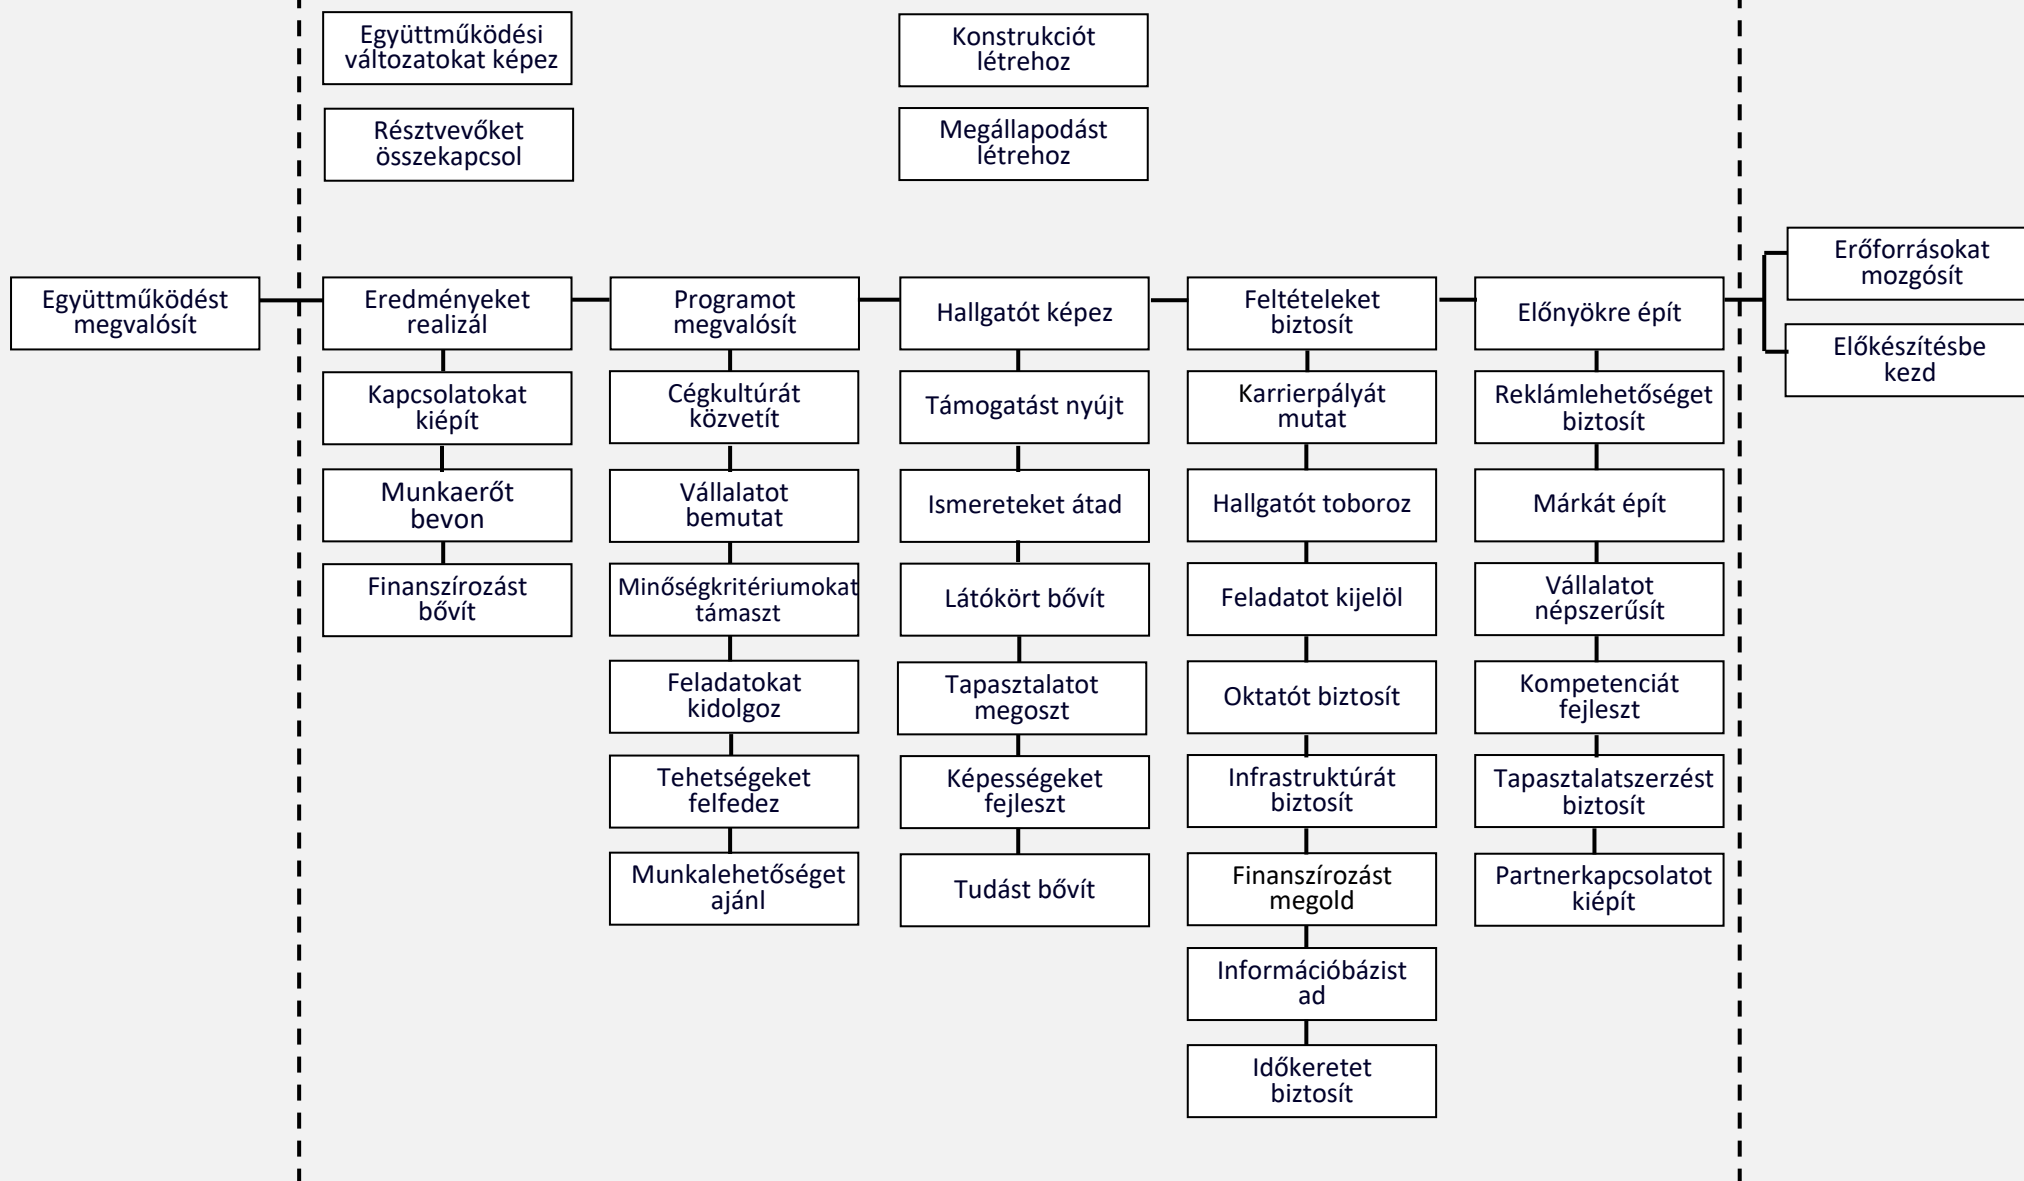 Együttműködési
változatokat képez
Konstrukciót
létrehoz
Résztvevőket
összekapcsol
Megállapodást
létrehoz
Együttműködést
megvalósít
Eredményeket
realizál
Kapcsolatokat
kiépít
Munkaerőt
bevon
Finanszírozást
bővít
Programot
megvalósít
Cégkultúrát
közvetít
Vállalatot
bemutat
Minőségkritériumokat
támaszt
Feladatokat
kidolgoz
Tehetségeket
felfedez
Munkalehetőséget
ajánl
Hallgatót képez
Támogatást nyújt
Ismereteket átad
Látókört bővít
Tapasztalatot
megoszt
Képességeket
fejleszt
Tudást bővít
Feltételeket
biztosít
Karrierpályát
mutat
Hallgatót toboroz
Feladatot kijelöl
Oktatót biztosít
Infrastruktúrát
biztosít
Finanszírozást
megold
Információbázist
ad
Időkeretet
biztosít
Előnyökre épít
Reklámlehetőséget
biztosít
Márkát épít
Vállalatot
népszerűsít
Kompetenciát
fejleszt
Tapasztalatszerzést
biztosít
Partnerkapcsolatot
kiépít
Erőforrásokat
mozgósít
Előkészítésbe
kezd